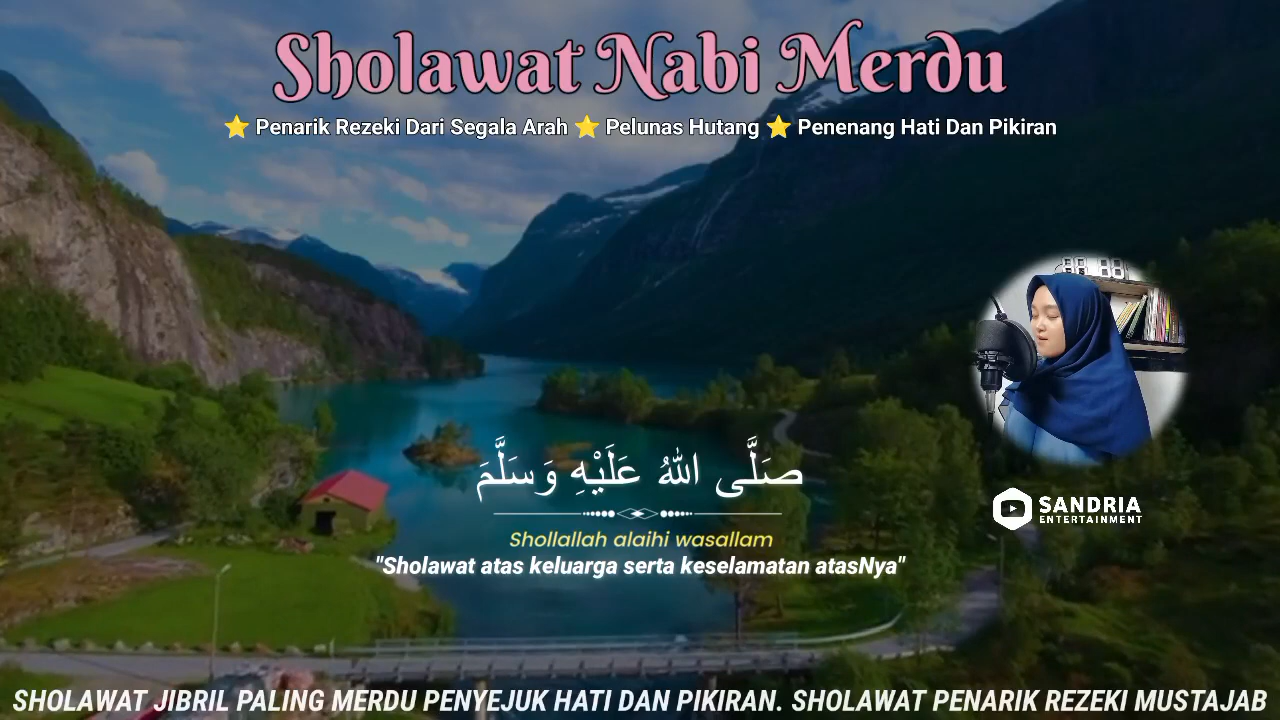 Sholawat Nabi Merdu
⭐ Penarik Rezeki Dari Segala Arah ⭐ Pelunas Hutang ⭐ Penenang Hati Dan Pikiran
صَلَّى اللهُ عَلَيْهِ وَسَلَّمَ
SANDRIA
ENTERTAINMENT
Shollallah alaihi wasallam
"Sholawat atas keluarga serta keselamatan atasNya"
SHOLAWAT JIBRIL PALING MERDU PENYEJUK HATI DAN PIKIRAN. SHOLAWAT PENARIK REZEKI MUSTAJAB